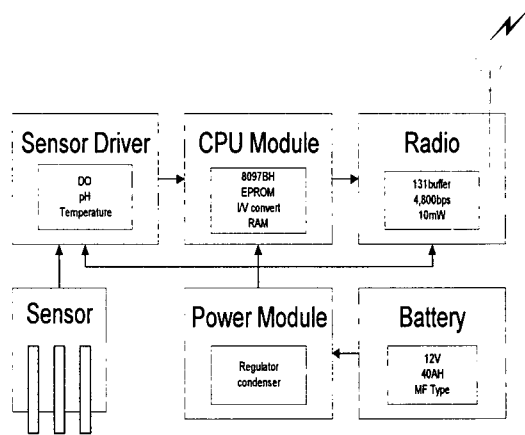 Sensor Driver
DO
pH
Temperature
CPU Module
8097BH
EPROM
I/V convert
RAM
Radio
131buffer
4,800bps
10mW
Sensor
Power Module
Regulator
condenser
Battery
12V
40AH
MF Type